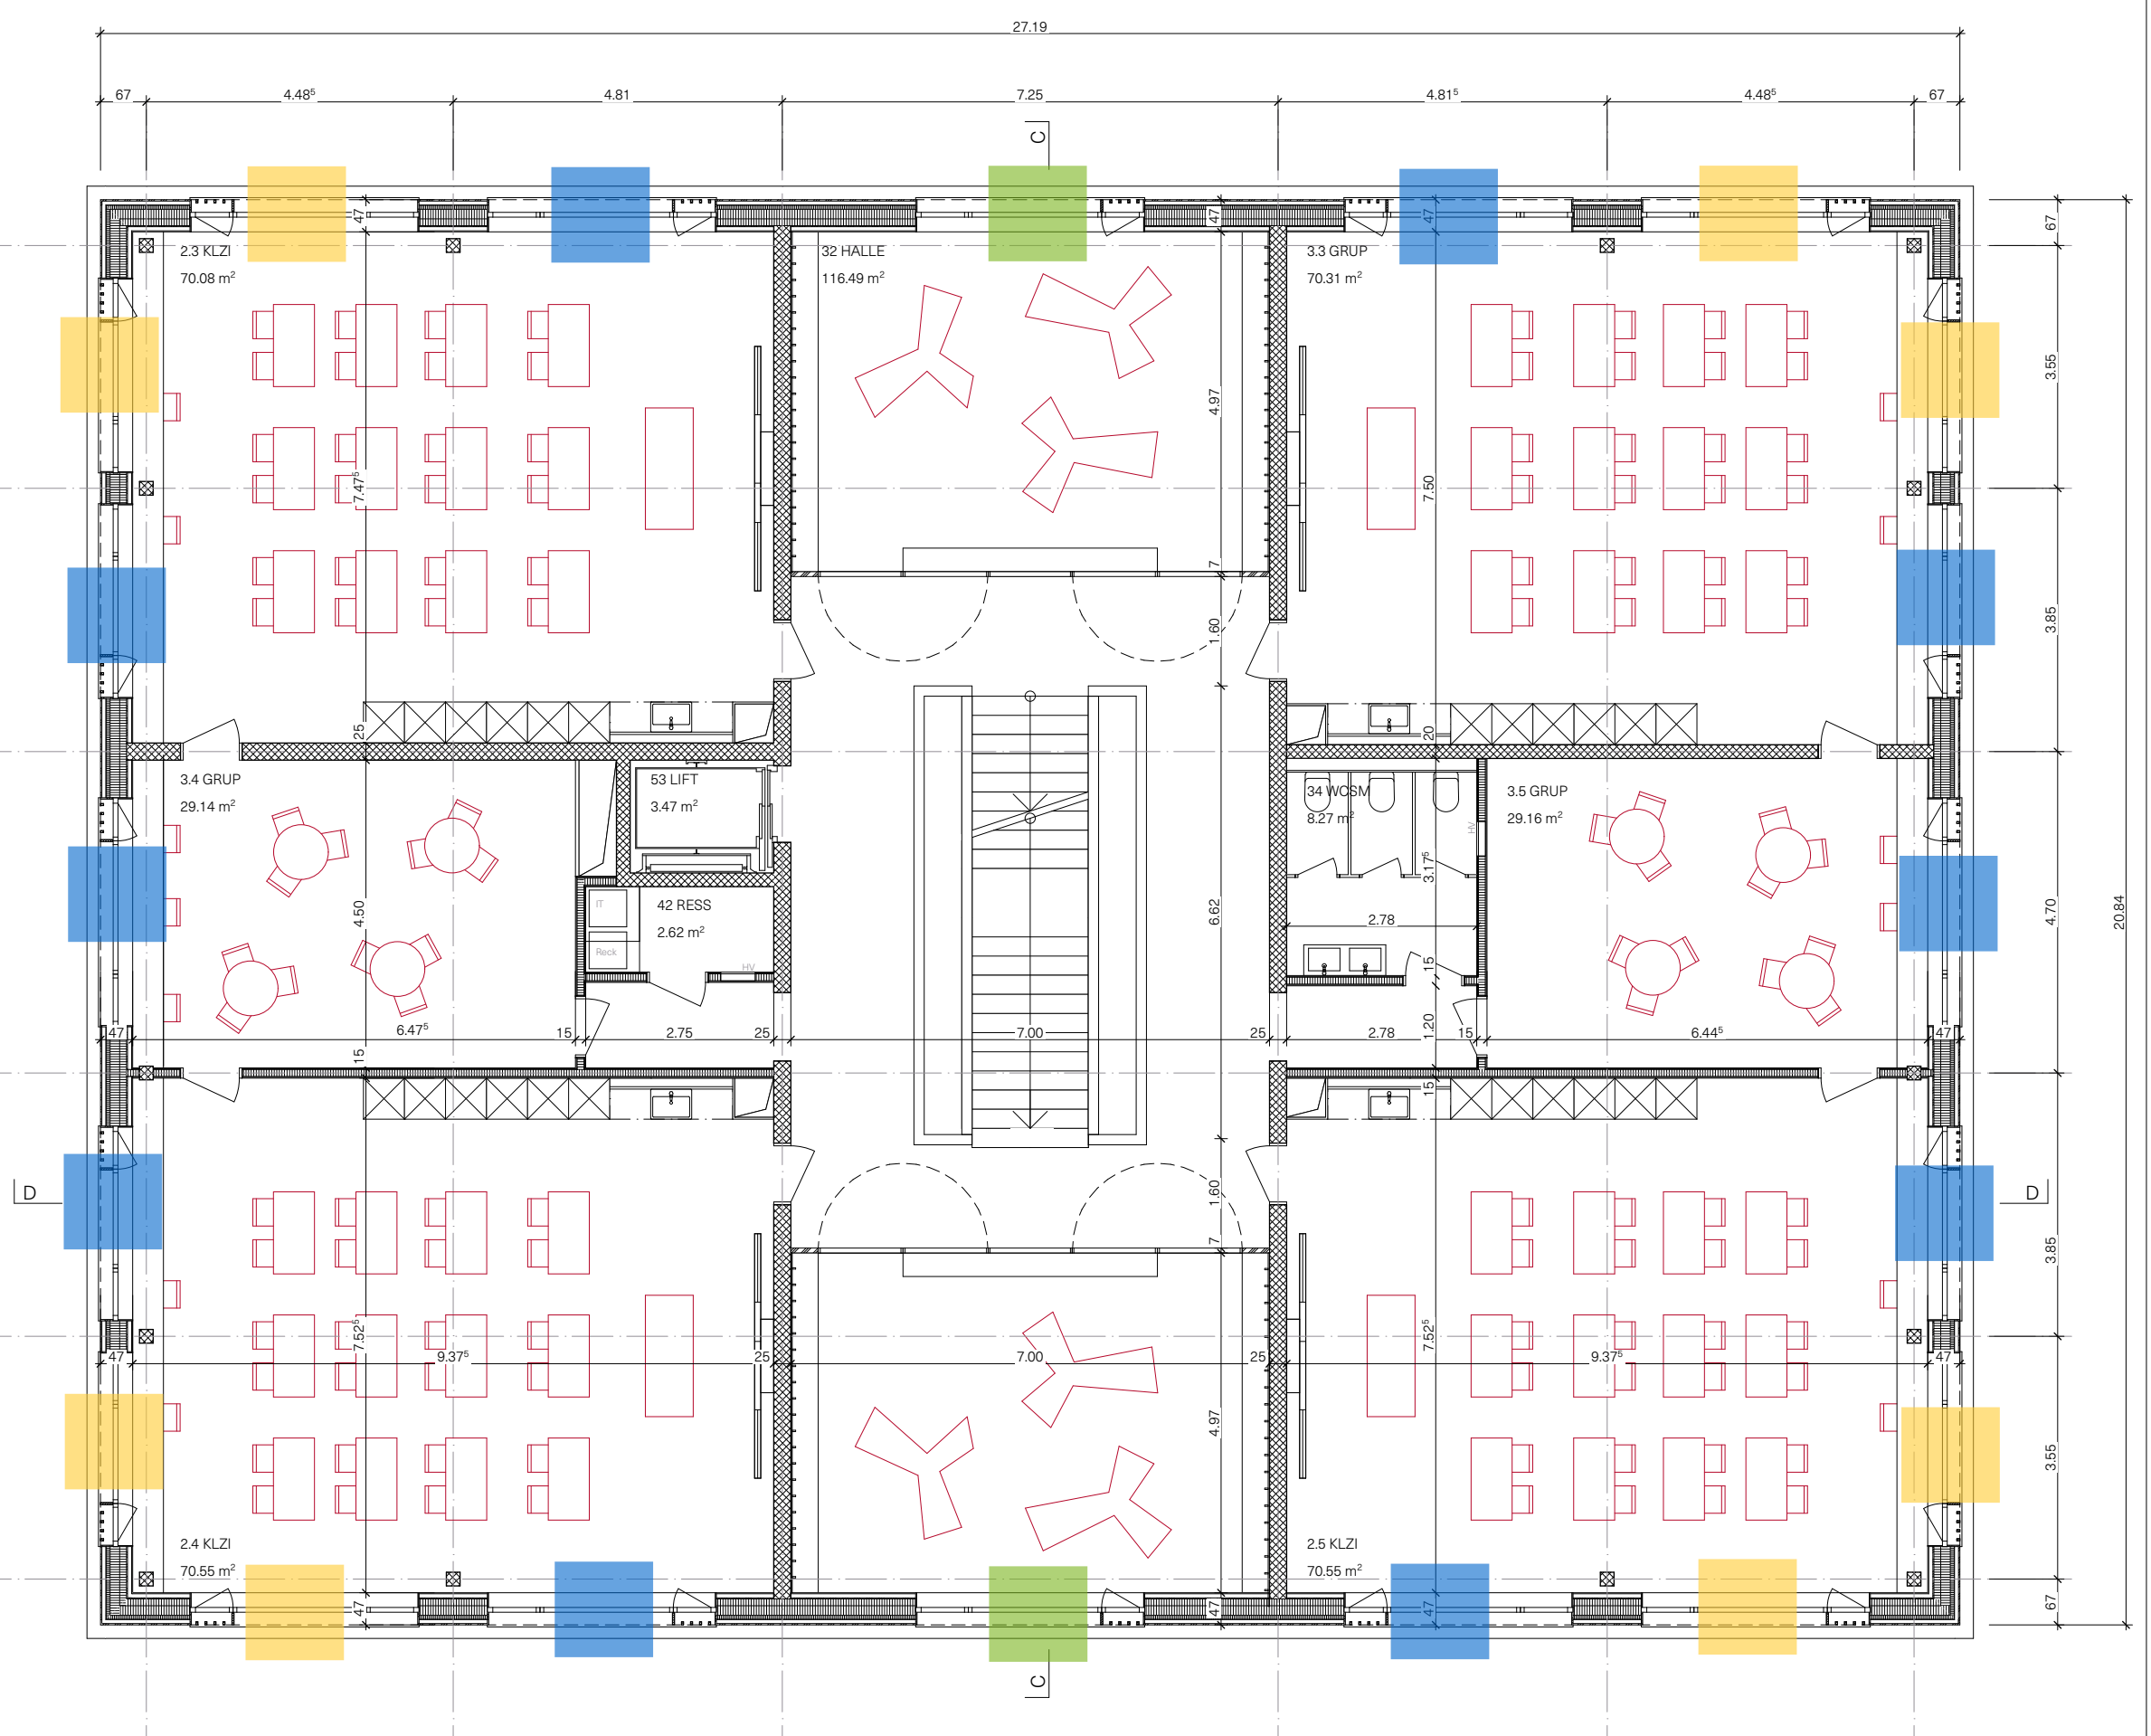 27.19
67
4.48⁵
4.81
7.25
4.81⁵
4.48⁵
67
C
47
47
47
67
2.3 KLZI
70.08 m²
32 HALLE
116.49 m²
3.3 GRUP
70.31 m²
3.55
4.97
7.47⁵
7.50
7
1.60
3.85
25
20
3.4 GRUP
29.14 m²
53 LIFT
3.47 m²
34 WCSM
8.27 m²
3.5 GRUP
29.16 m²
HV
3.17⁵
IT
42 RESS
2.62 m²
Reck
HV
4.50
6.62
2.78
4.70
20.84
15
47
6.47⁵
15
2.75
25
7.00
25
2.78
1.20
15
6.44⁵
47
15
15
D
1.60
D
7
3.85
7.52⁵
7.52⁵
47
9.37⁵
25
7.00
25
9.37⁵
47
4.97
3.55
2.4 KLZI
70.55 m²
2.5 KLZI
70.55 m²
47
47
47
67
C